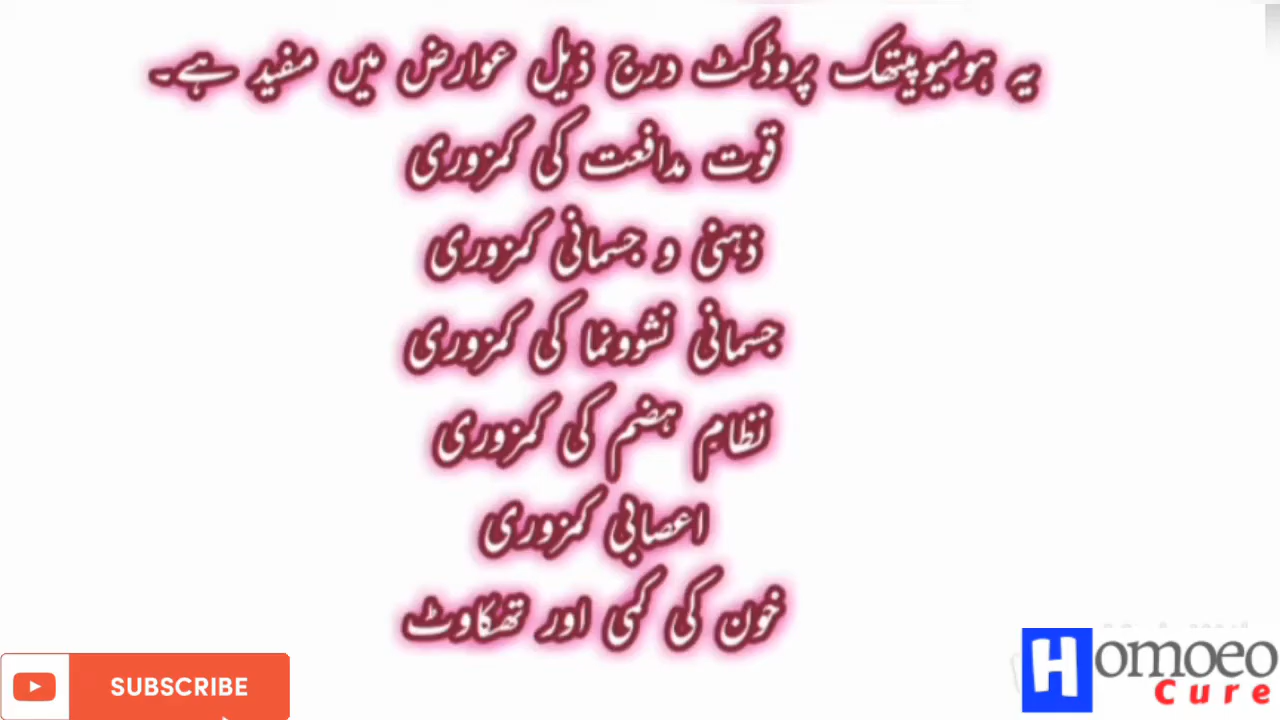 یہ ہومیوپیتھک پروڈکٹ درج ذیل عوارض میں مفید ہے۔
قوت مدافعت کی کمزوری
ذہنی و جسمانی کمزوری
جسمانی نشوونما کی کمزوری
نظامِ ہضم کی کمزوری
اعصابی کمزوری
خون کی کمی اور تھکاوٹ
SUBSCRIBE
Homoeo
Cure